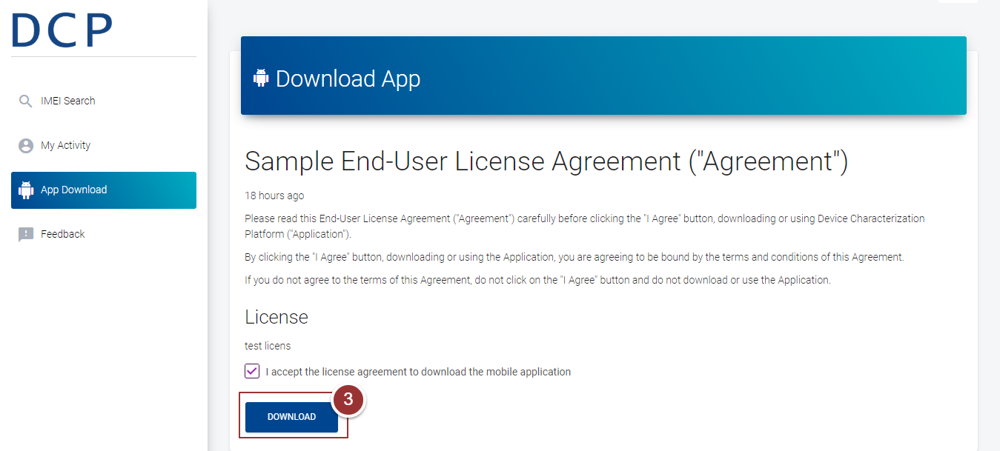 DCP
IMEI Search
My Activity
App Download
Feedback
Download App
Sample End-User License Agreement ("Agreement")
18 hours ago
Please read this End-User License Agreement ("Agreement") carefully before clicking the "I Agree" button, downloading or using Device Characterization
Platform ("Application").
By clicking the "I Agree" button, downloading or using the Application, you are agreeing to be bound by the terms and conditions of this Agreement.
If you do not agree to the terms of this Agreement, do not click on the "I Agree" button and do not download or use the Application.
License
test licens
I accept the license agreement to download the mobile application
3
DOWNLOAD